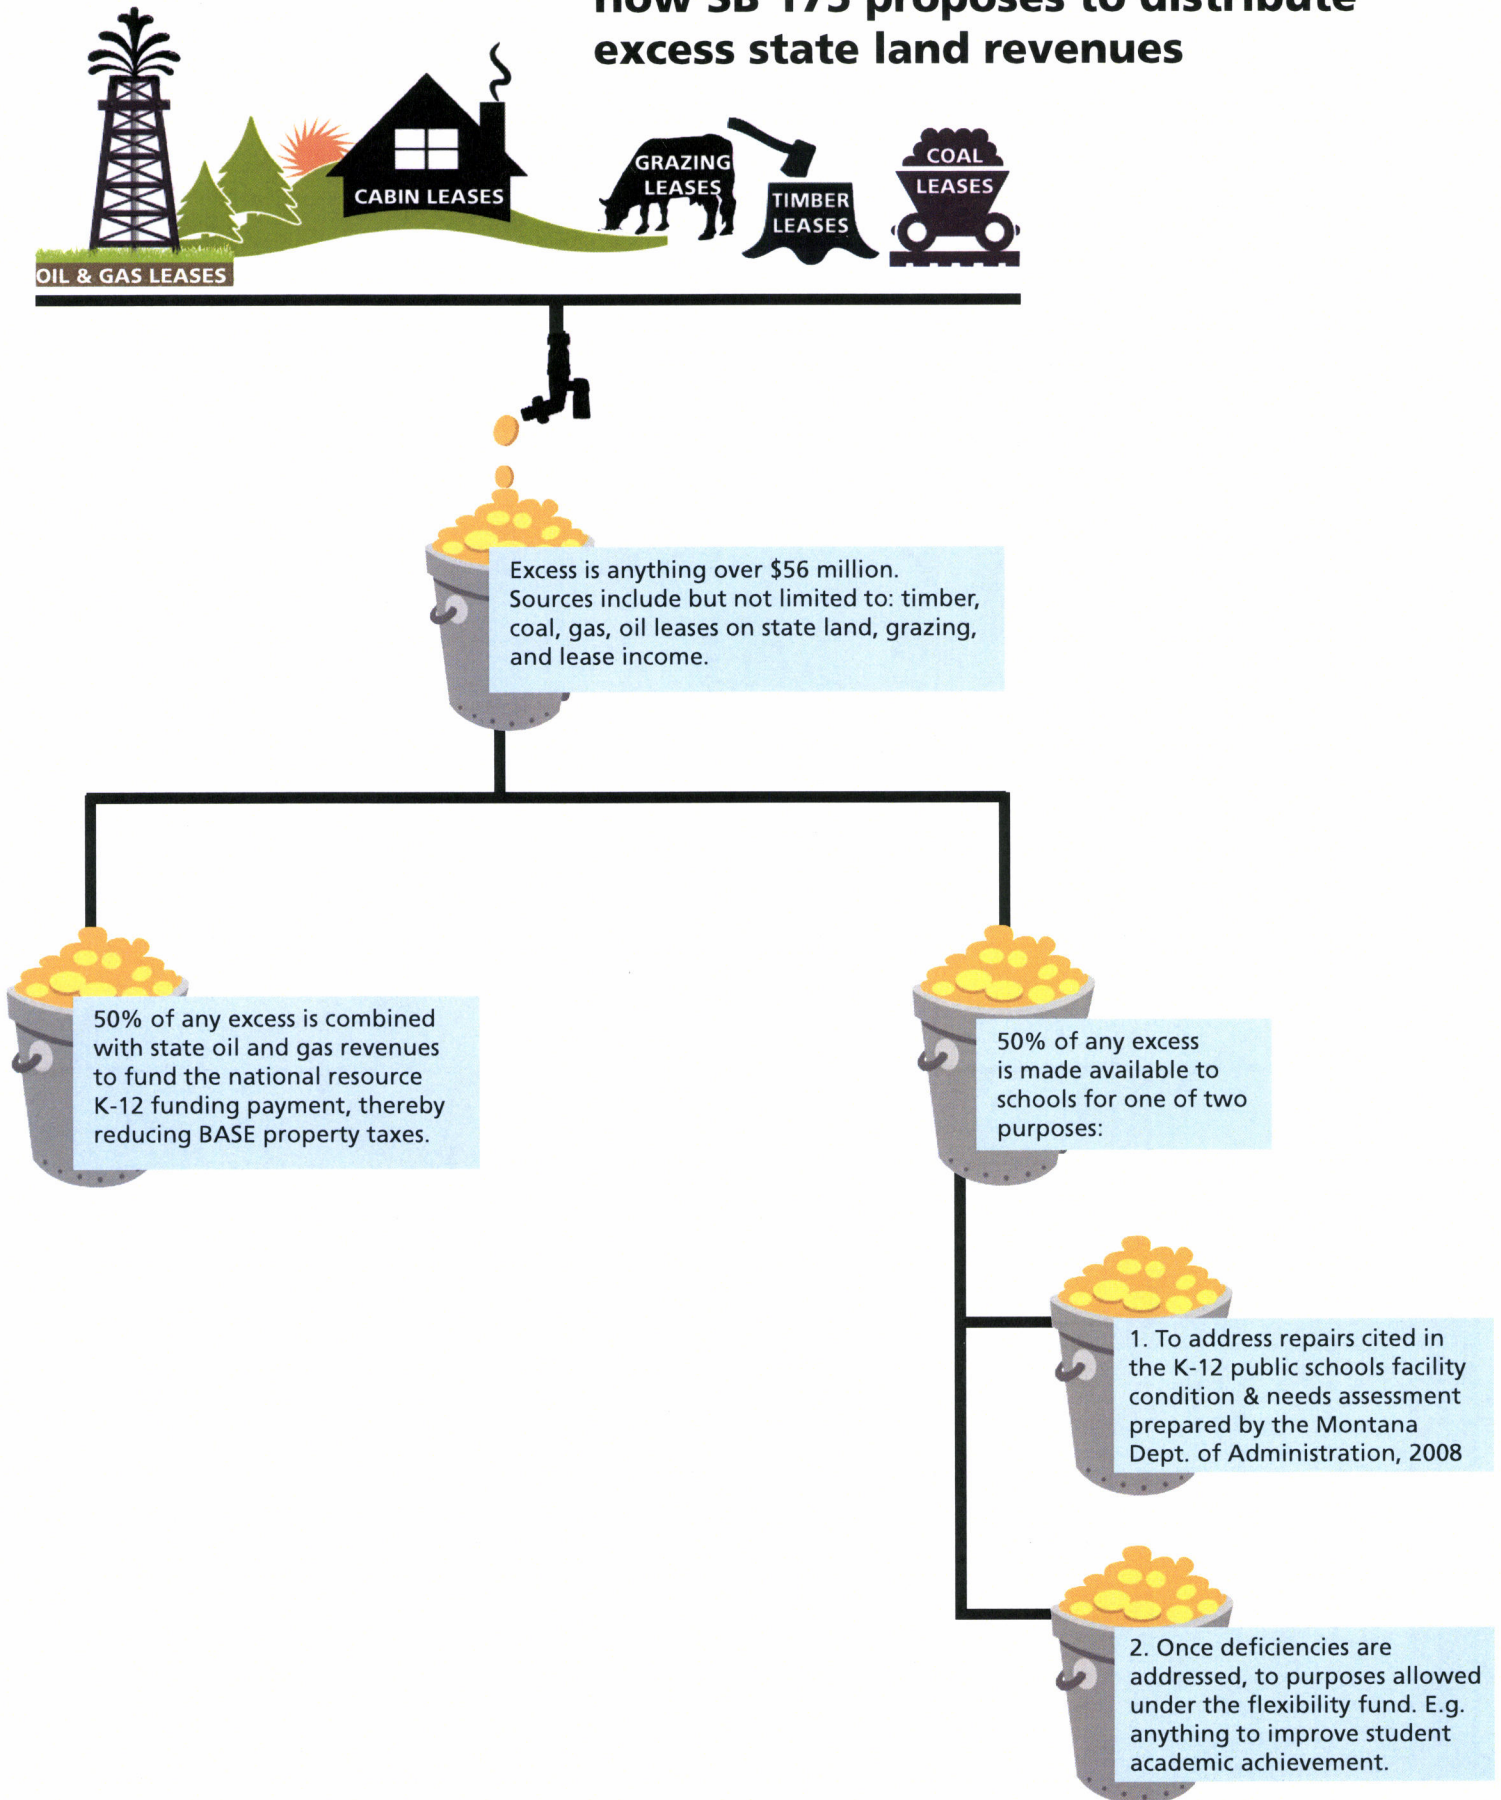 How SB 175 proposes to distribute
excess state land revenues
CABIN LEASES
GRAZING
LEASES
TIMBER
LEASES
COAL
LEASES
OIL & GAS LEASES
Excess is anything over $56 million.
Sources include but not limited to: timber,
coal, gas, oil leases on state land, grazing,
and lease income.
50% of any excess is combined
with state oil and gas revenues
to fund the national resource
K-12 funding payment, thereby
reducing BASE property taxes.
50% of any excess
is made available to
schools for one of two
purposes:
1. To address repairs cited in
the K-12 public schools facility
condition & needs assessment
prepared by the Montana
Dept. of Administration, 2008
2. Once deficiencies are
addressed, to purposes allowed
under the flexibility fund. E.g.
anything to improve student
academic achievement.